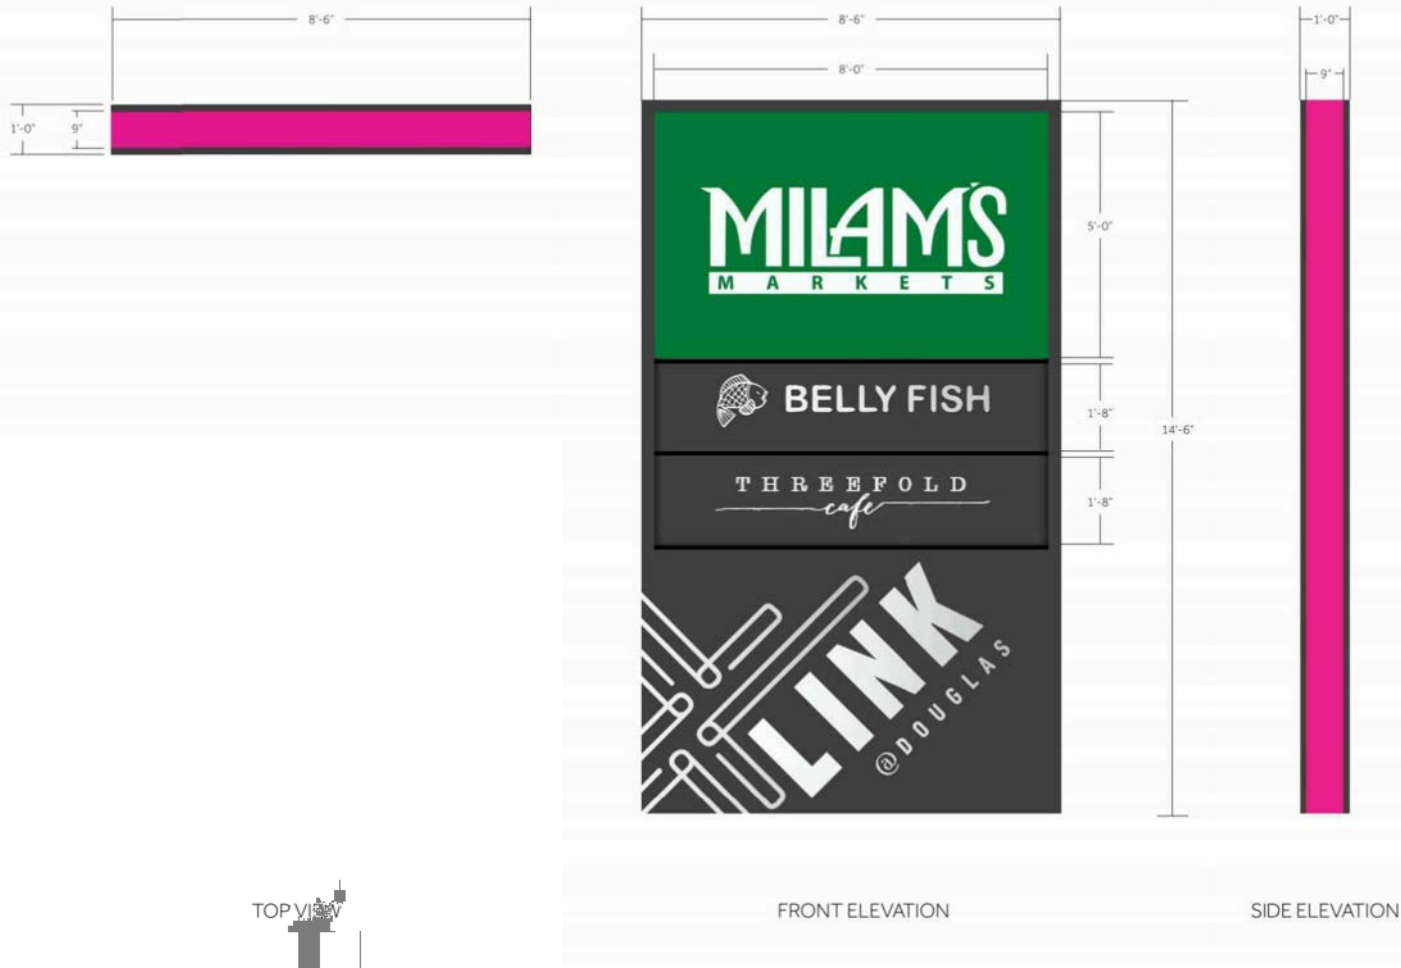 8'-6"
8'-6"
1'-0"
8'-0"
9"
1'-0"
9"
MILAM'S
MARKETS
5'-0"
BELLY FISH
1'-8"
14'-6"
THREEFOLD
cafe
1'-8"
LINK
@DOUGLAS
TOP VIEW
FRONT ELEVATION
SIDE ELEVATION